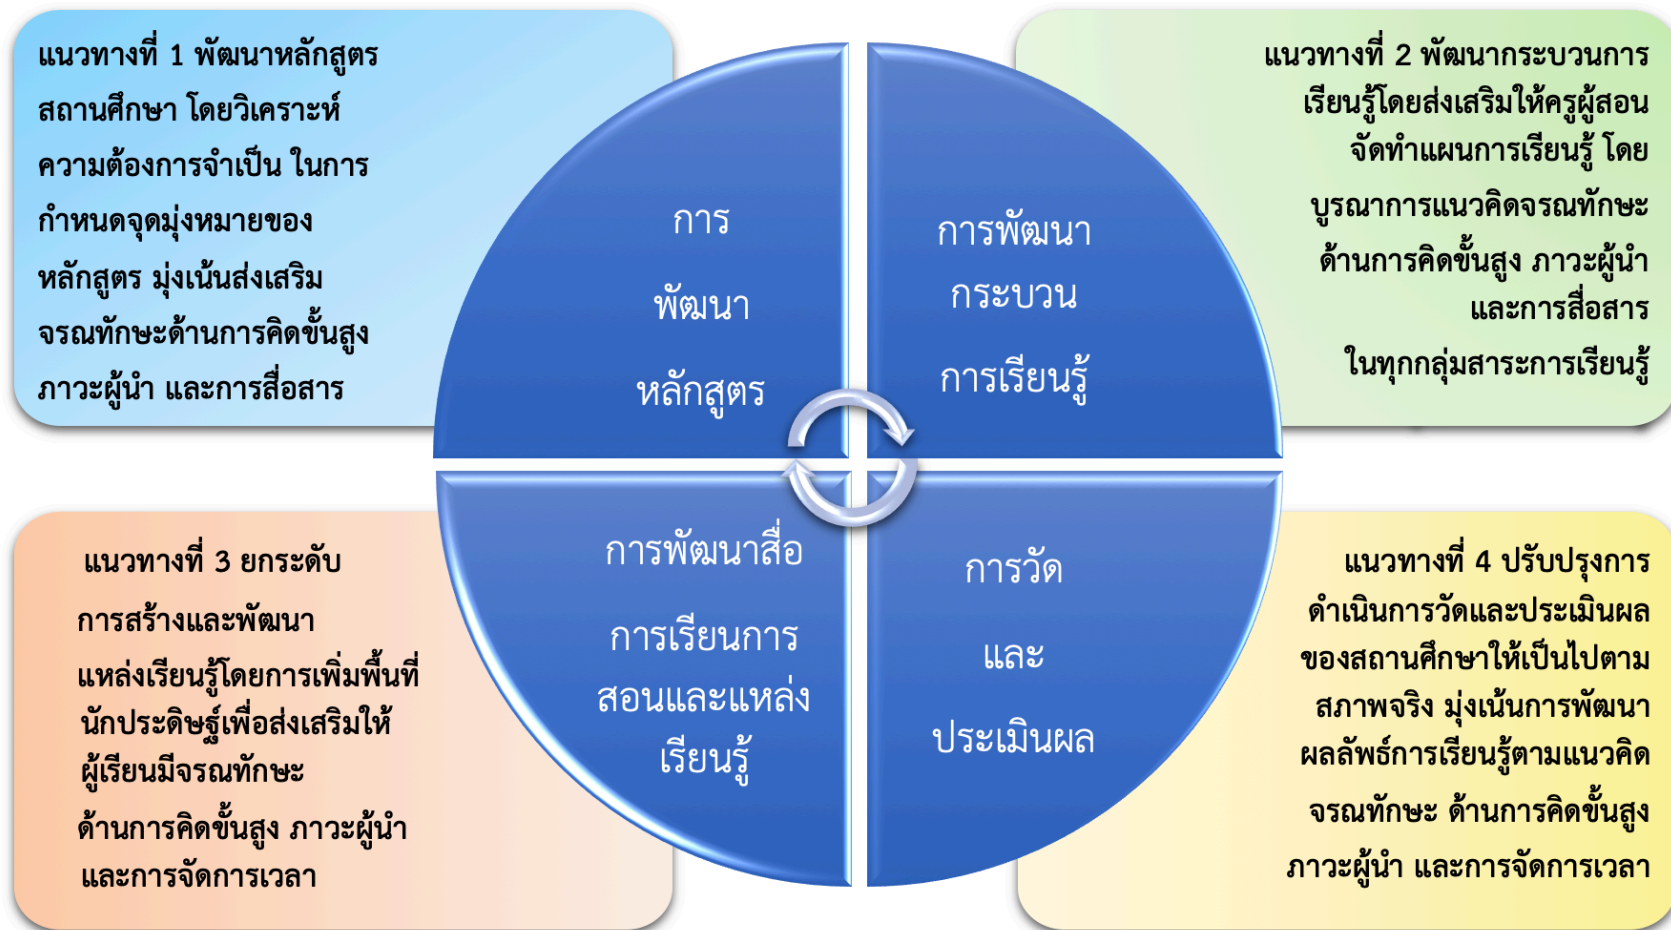 แนวทางที่ 1 พัฒนาหลักสูตร
สถานศึกษา โดยวิเคราะห์
ความต้องการจำเป็น ในการ
กำหนดจุดมุ่งหมายของ
หลักสูตร มุ่งเน้นส่งเสริม
จรณทักษะด้านการคิดขั้นสูง
ภาวะผู้นำ และการสื่อสาร
การ
พัฒนา
หลักสูตร
การพัฒนา
กระบวน
การเรียนรู้
แนวทางที่ 2 พัฒนากระบวนการ
เรียนรู้โดยส่งเสริมให้ครูผู้สอน
จัดทำแผนการเรียนรู้ โดย
บูรณาการแนวคิดจรณทักษะ
ด้านการคิดขั้นสูง ภาวะผู้นำ
และการสื่อสาร
ในทุกกลุ่มสาระการเรียนรู้
แนวทางที่ 3 ยกระดับ
การสร้างและพัฒนา
แหล่งเรียนรู้โดยการเพิ่มพื้นที่
นักประดิษฐ์เพื่อส่งเสริมให้
ผู้เรียนมีจรณทักษะ
ด้านการคิดขั้นสูง ภาวะผู้นำ
และการจัดการเวลา
การพัฒนาสื่อ
การเรียนการ
สอนและแหล่ง
เรียนรู้
การวัด
และ
ประเมินผล
แนวทางที่ 4 ปรับปรุงการ
ดำเนินการวัดและประเมินผล
ของสถานศึกษาให้เป็นไปตาม
สภาพจริง มุ่งเน้นการพัฒนา
ผลลัพธ์การเรียนรู้ตามแนวคิด
จรณทักษะ ด้านการคิดขั้นสูง
ภาวะผู้นำ และการจัดการเวลา